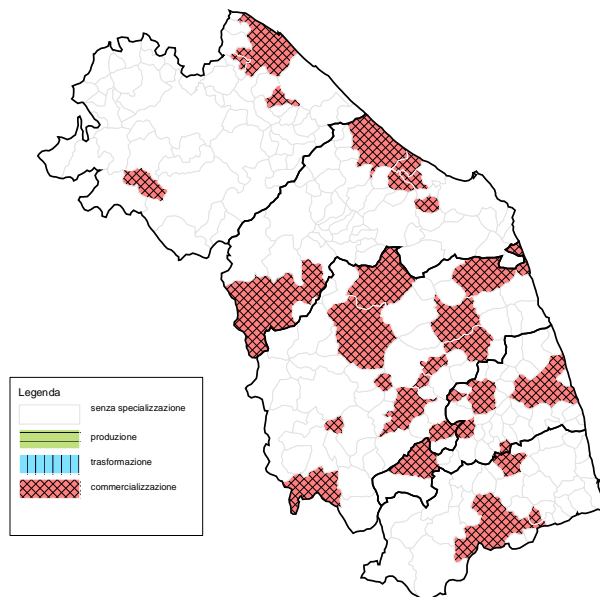 Legenda
senza specializzazione
produzione
trasformazione
commercializzazione